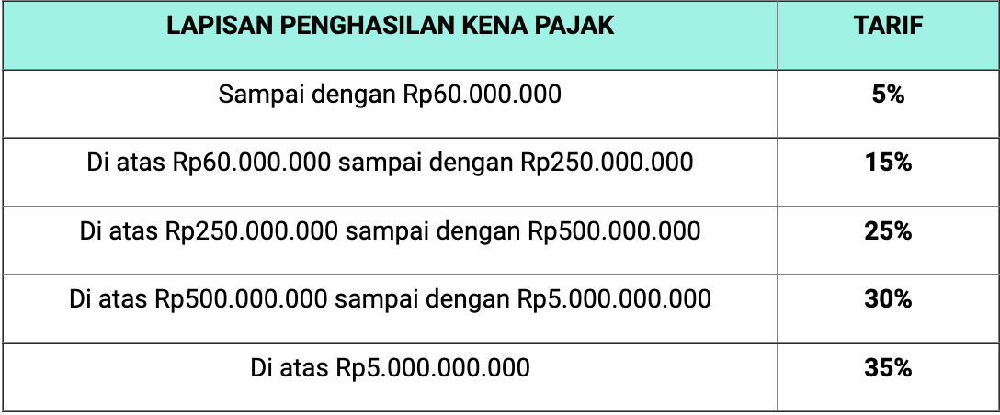 LAPISAN PENGHASILAN KENA PAJAK TARIF
Sampai dengan Rp60.000.000 5%
Di atas Rp60.000.000 sampai dengan Rp250.000.000 15%
Di atas Rp250.000.000 sampai dengan Rp500.000.000 25%
Di atas Rp500.000.000 sampai dengan Rp5.000.000.000 30%
Di atas Rp5.000.000.000 35%